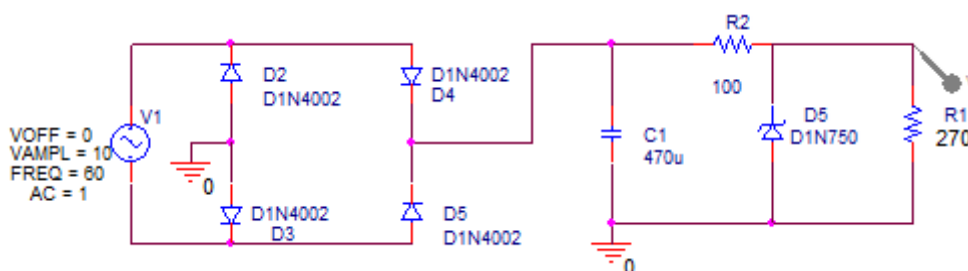 V1
VOFF = 0
VAMPL = 10
FREQ = 60
AC = 1
D2
D1N4002
D1N4002
D4
0
D1N4002
D3
D5
D1N4002
R2
100
C1
470u
D5
D1N750
R1
270
0